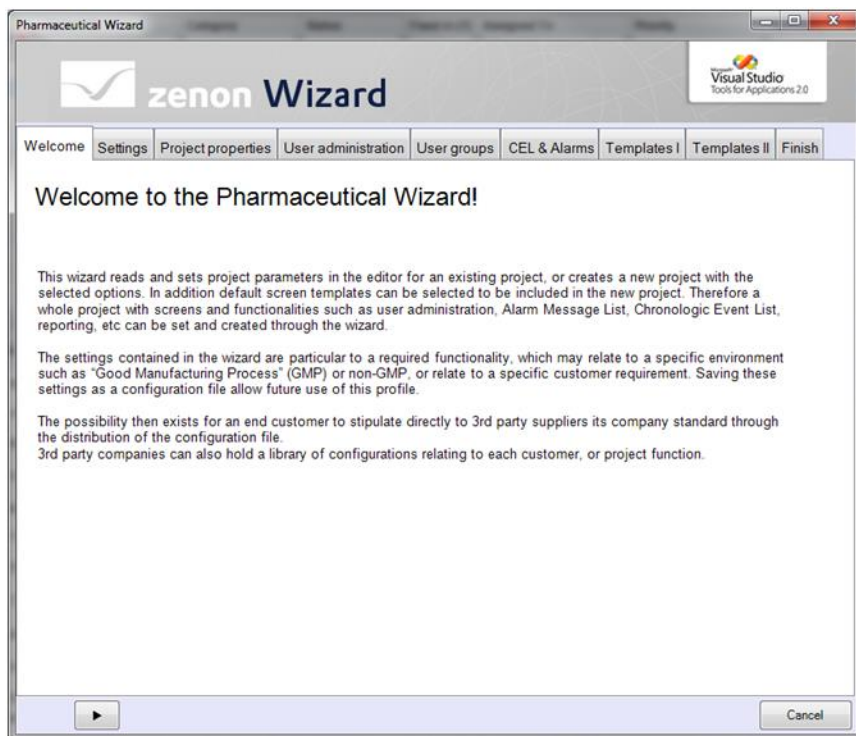 Pharmaceutical Wizard
zenon Wizard
Microsoft
Visual Studio
Tools for Applications 2.0
Welcome Settings Project properties User administration User groups CEL & Alarms Templates I Templates II Finish
Welcome to the Pharmaceutical Wizard!
This wizard reads and sets project parameters in the editor for an existing project, or creates a new project with the
selected options. In addition default screen templates can be selected to be included in the new project. Therefore a
whole project with screens and functionalities such as user administration, Alarm Message List, Chronologic Event List,
reporting, etc can be set and created through the wizard.
The settings contained in the wizard are particular to a required functionality, which may relate to a specific environment
such as "Good Manufacturing Process" (GMP) or non-GMP, or relate to a specific customer requirement. Saving these
settings as a configuration file allow future use of this profile.
The possibility then exists for an end customer to stipulate directly to 3rd party suppliers its company standard through
the distribution of the configuration file.
3rd party companies can also hold a library of configurations relating to each customer, or project function.
Cancel